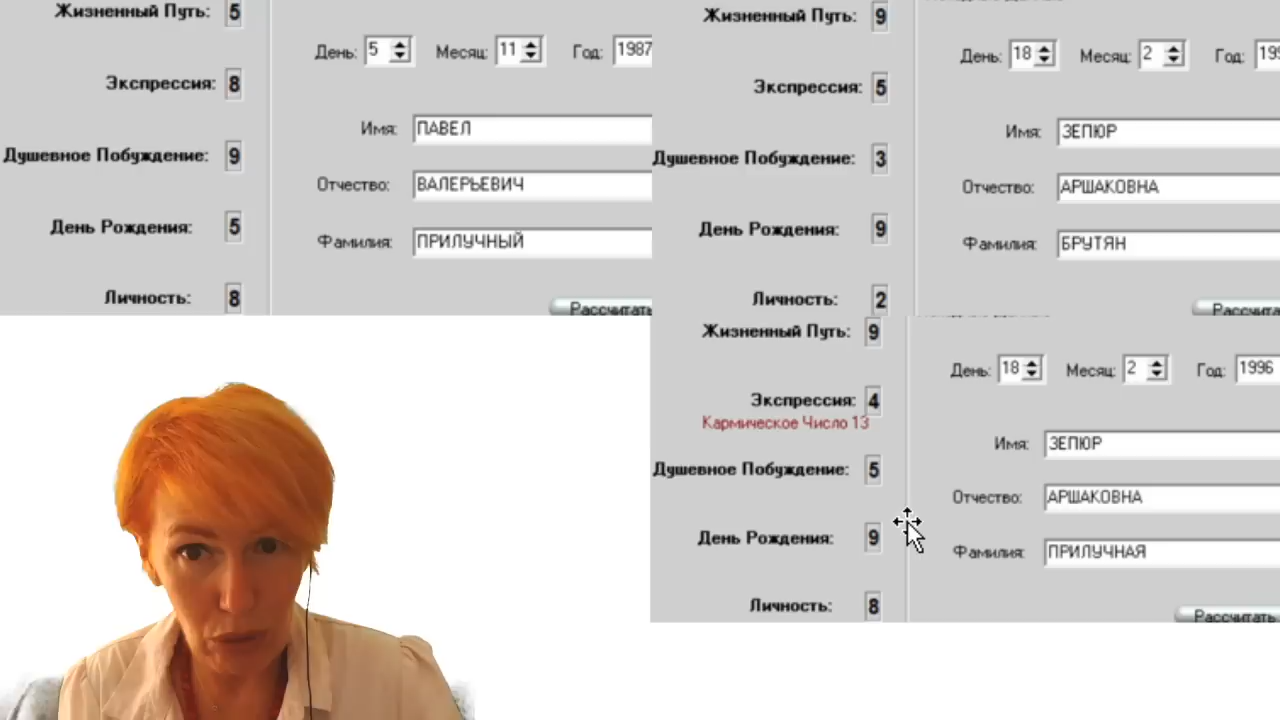 Жизненный Путь: 5
День: 5 Месяц: 11 Год: 1987
Экспрессия: 8
Имя: ПАВЕЛ
Душевное Побуждение: 9
Отчество: ВАЛЕРЬЕВИЧ
День Рождения: 5
Фамилия: ПРИЛУЧНЫЙ
Личность: 8
Рассчитать
Жизненный Путь: 9
День: 18 Месяц: 2 Год: 199
Экспрессия: 5
Имя: ЗЕПЮР
Душевное Побуждение: 3
Отчество: АРШАКОВНА
День Рождения: 9
Фамилия: БРУТЯН
Личность: 2
Рассчита
Жизненный Путь: 9
День: 18 Месяц: 2 Год: 1996
Экспрессия: 4
Кармическое Число 13
Имя: ЗЕПЮР
Душевное Побуждение: 5
Отчество: АРШАКОВНА
День Рождения: 9
Фамилия: ПРИЛУЧНАЯ
Личность: 8
Рассчитать